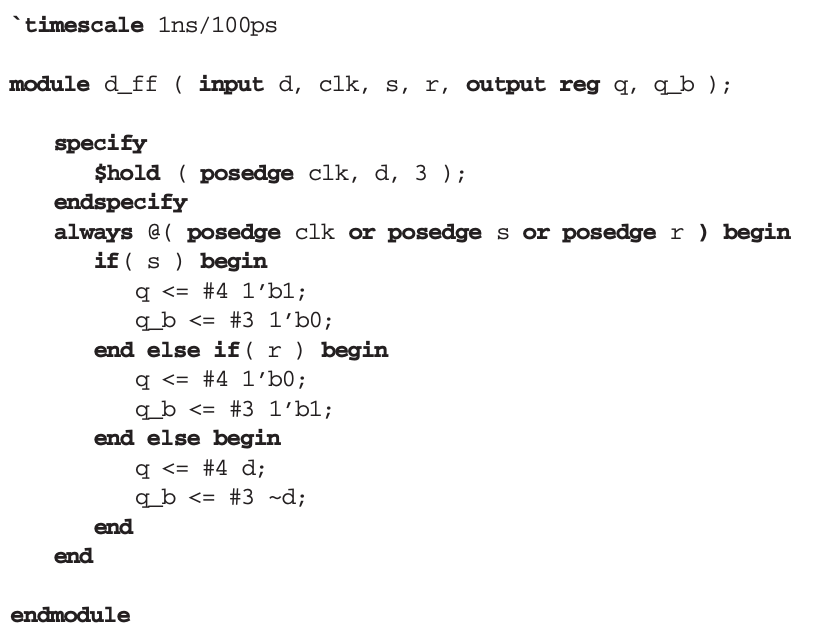 `timescale 1ns/100ps
module d_ff ( input d, clk, s, r, output reg q, q_b );
specify
$hold ( posedge clk, d, 3 );
endspecify
always @( posedge clk or posedge s or posedge r ) begin
if( s ) begin
q <= #4 1’b1;
q_b <= #3 1’b0;
end else if( r ) begin
q <= #4 1’b0;
q_b <= #3 1’b1;
end else begin
q <= #4 d;
q_b <= #3 ~d;
end
end
endmodule